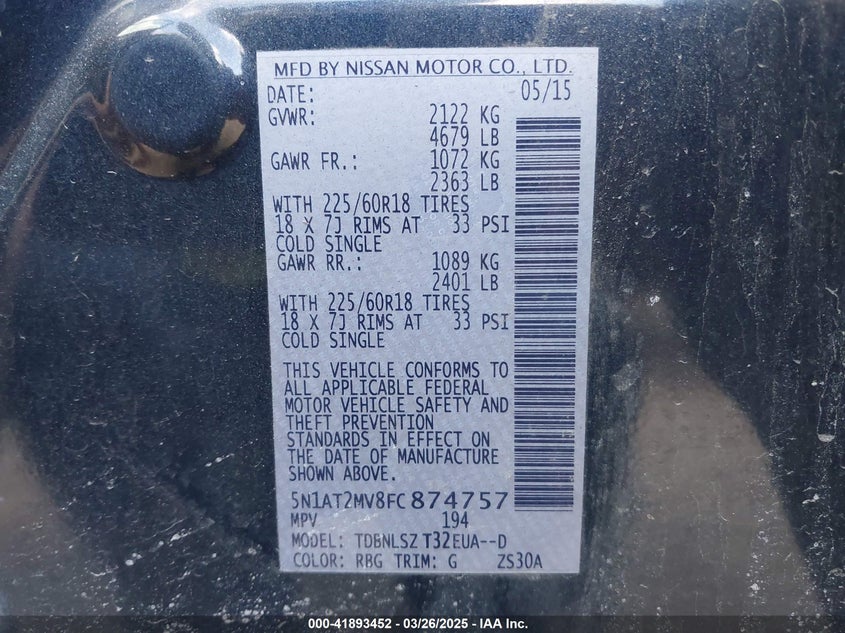 MFD BY NISSAN MOTOR CO., LTD.
DATE: 05/15
GVWR: 2122 KG
4679 LB
GAWR FR.: 1072 KG
2363 LB
WITH 225/60R18 TIRES
18 X 7J RIMS AT 33 PSI
COLD SINGLE
GAWR RR.: 1089 KG
2401 LB
WITH 225/60R18 TIRES
18 X 7J RIMS AT 33 PSI
COLD SINGLE
THIS VEHICLE CONFORMS TO
ALL APPLICABLE FEDERAL
MOTOR VEHICLE SAFETY AND
THEFT PREVENTION
STANDARDS IN EFFECT ON
THE DATE OF MANUFACTURE
SHOWN ABOVE.
5N1AT2MV8FC874757
MPV 194
MODEL: TDBNLSZ T32EUA--D
COLOR: RBG TRIM: G ZS30A
000-41893452 - 03/26/2025 - IAA Inc.